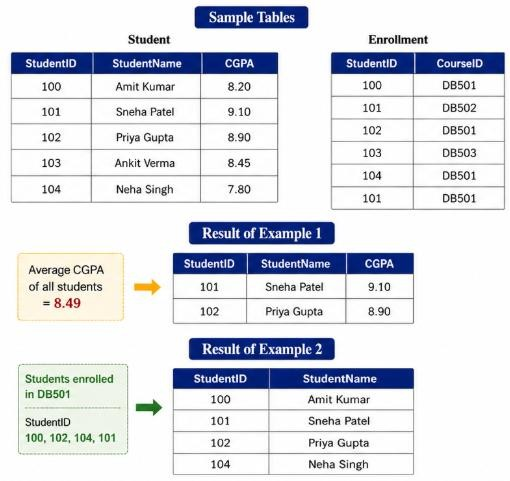 Sample Tables
Student
StudentID StudentName CGPA
100 Amit Kumar 8.20
101 Sneha Patel 9.10
102 Priya Gupta 8.90
103 Ankit Verma 8.45
104 Neha Singh 7.80
Enrollment
StudentID CourseID
100 DB501
101 DB502
102 DB501
103 DB503
104 DB501
101 DB501
Result of Example 1
Average CGPA
of all students
= 8.49
StudentID StudentName CGPA
101 Sneha Patel 9.10
102 Priya Gupta 8.90
Result of Example 2
Students enrolled
in DB501
StudentID
100, 102, 104, 101
StudentID StudentName
100 Amit Kumar
101 Sneha Patel
102 Priya Gupta
104 Neha Singh